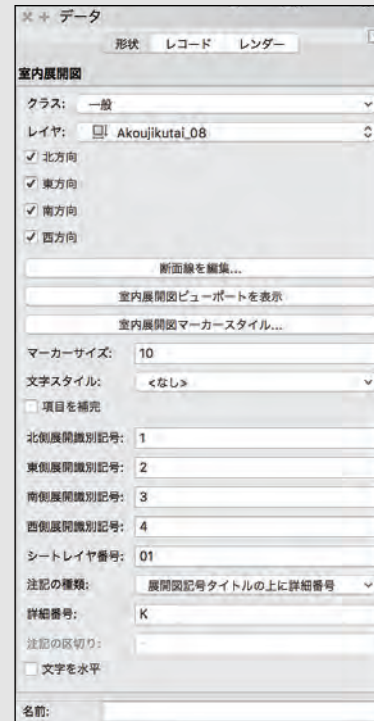 データ
形状 レコード レンダー
室内展開図
クラス: 一般
レイヤ: Akoujikutai_08
北方向
東方向
南方向
西方向
断面線を編集...
室内展開図ビューポートを表示
室内展開図マーカースタイル...
マーカーサイズ: 10
文字スタイル: <なし>
項目を補完
北側展開識別記号: 1
東側展開識別記号: 2
南側展開識別記号: 3
西側展開識別記号: 4
シートレイヤ番号: 01
注記の種類: 展開図記号タイトルの上に詳細番号
詳細番号: K
注記の区切り: -
文字を水平
名前: